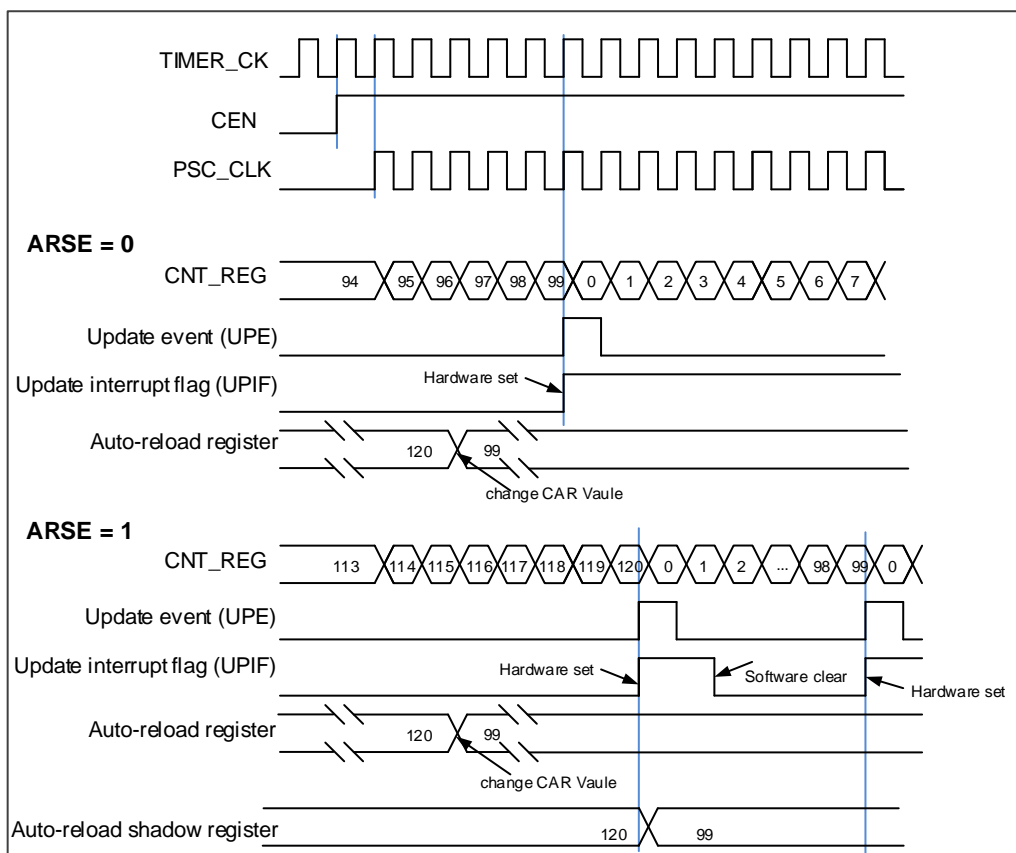 TIMER_CK
CEN
PSC_CLK
ARSE = 0
CNT_REG 94 95 96 97 98 99 0 1 2 3 4 5 6 7
Update event (UPE)
Update interrupt flag (UPIF) Hardware set
Auto-reload register 120 99
change CAR Vaule
ARSE = 1
CNT_REG 113 114 115 116 117 118 119 120 0 1 2 ... 98 99 0
Update event (UPE)
Update interrupt flag (UPIF) Hardware set Software clear Hardware set
Auto-reload register 120 99
change CAR Vaule
Auto-reload shadow register 120 99